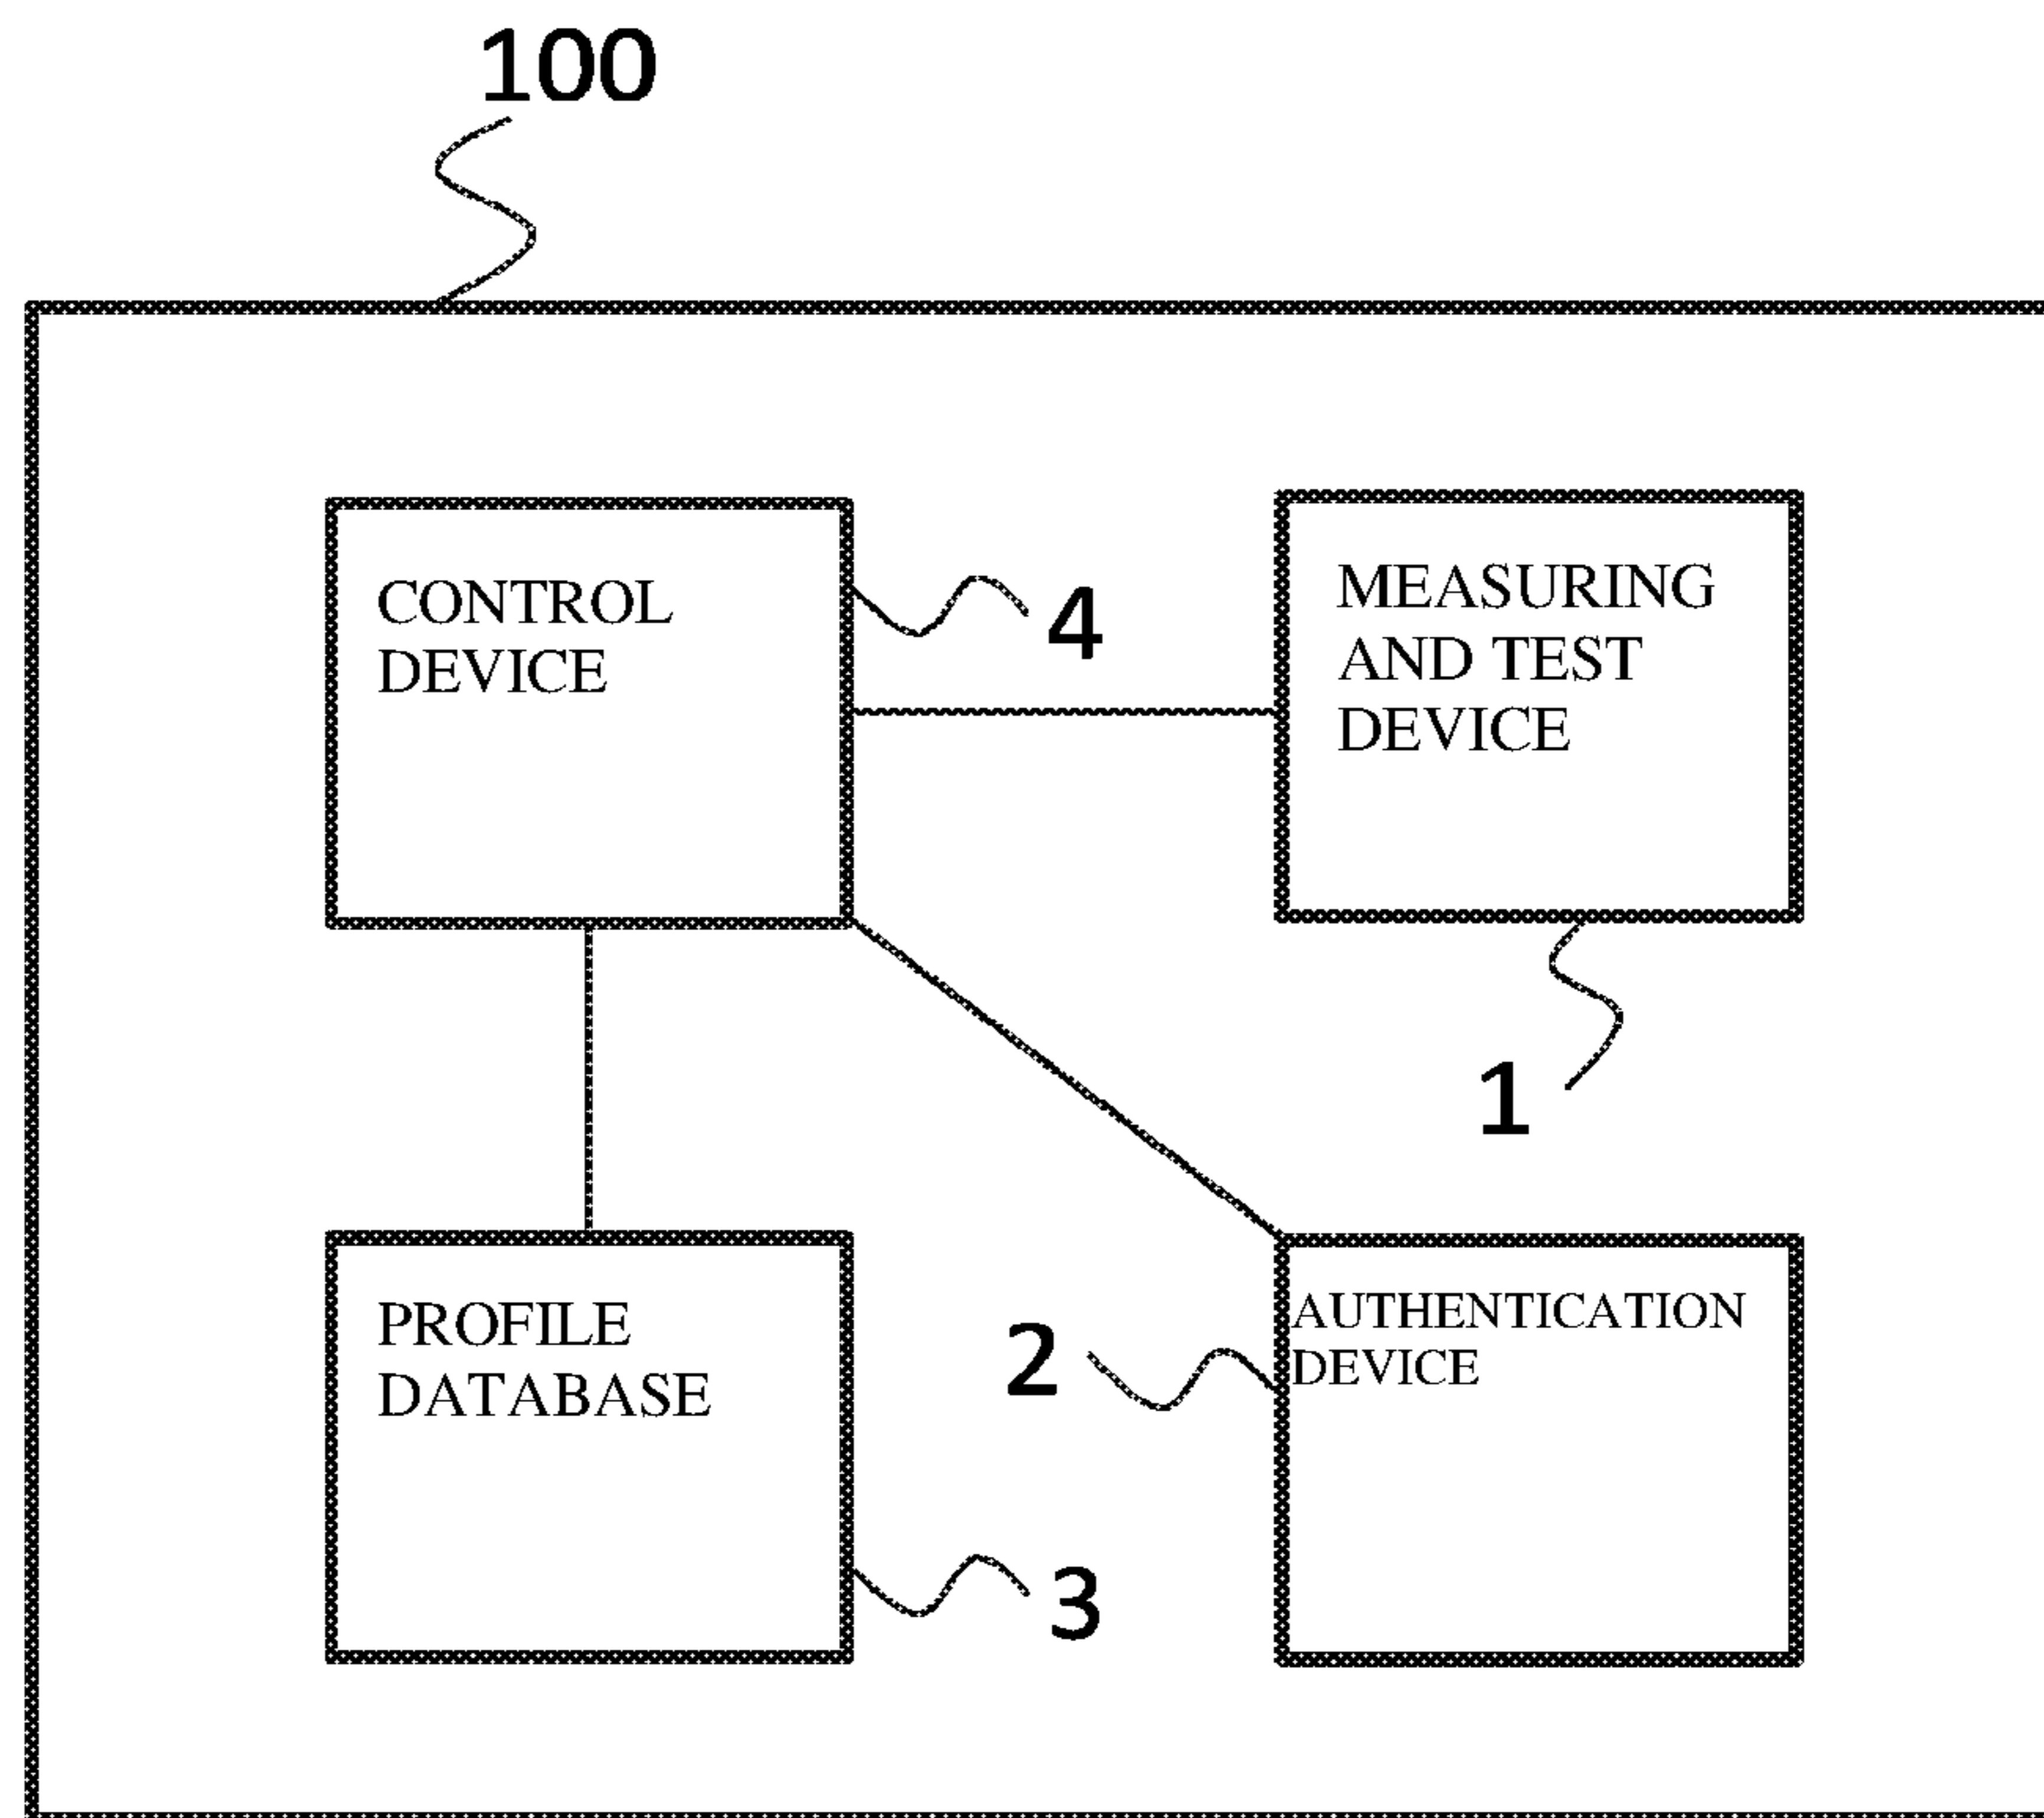 100
CONTROL
DEVICE
4
MEASURING
AND TEST
DEVICE
1
PROFILE
DATABASE
3
2
AUTHENTICATION
DEVICE